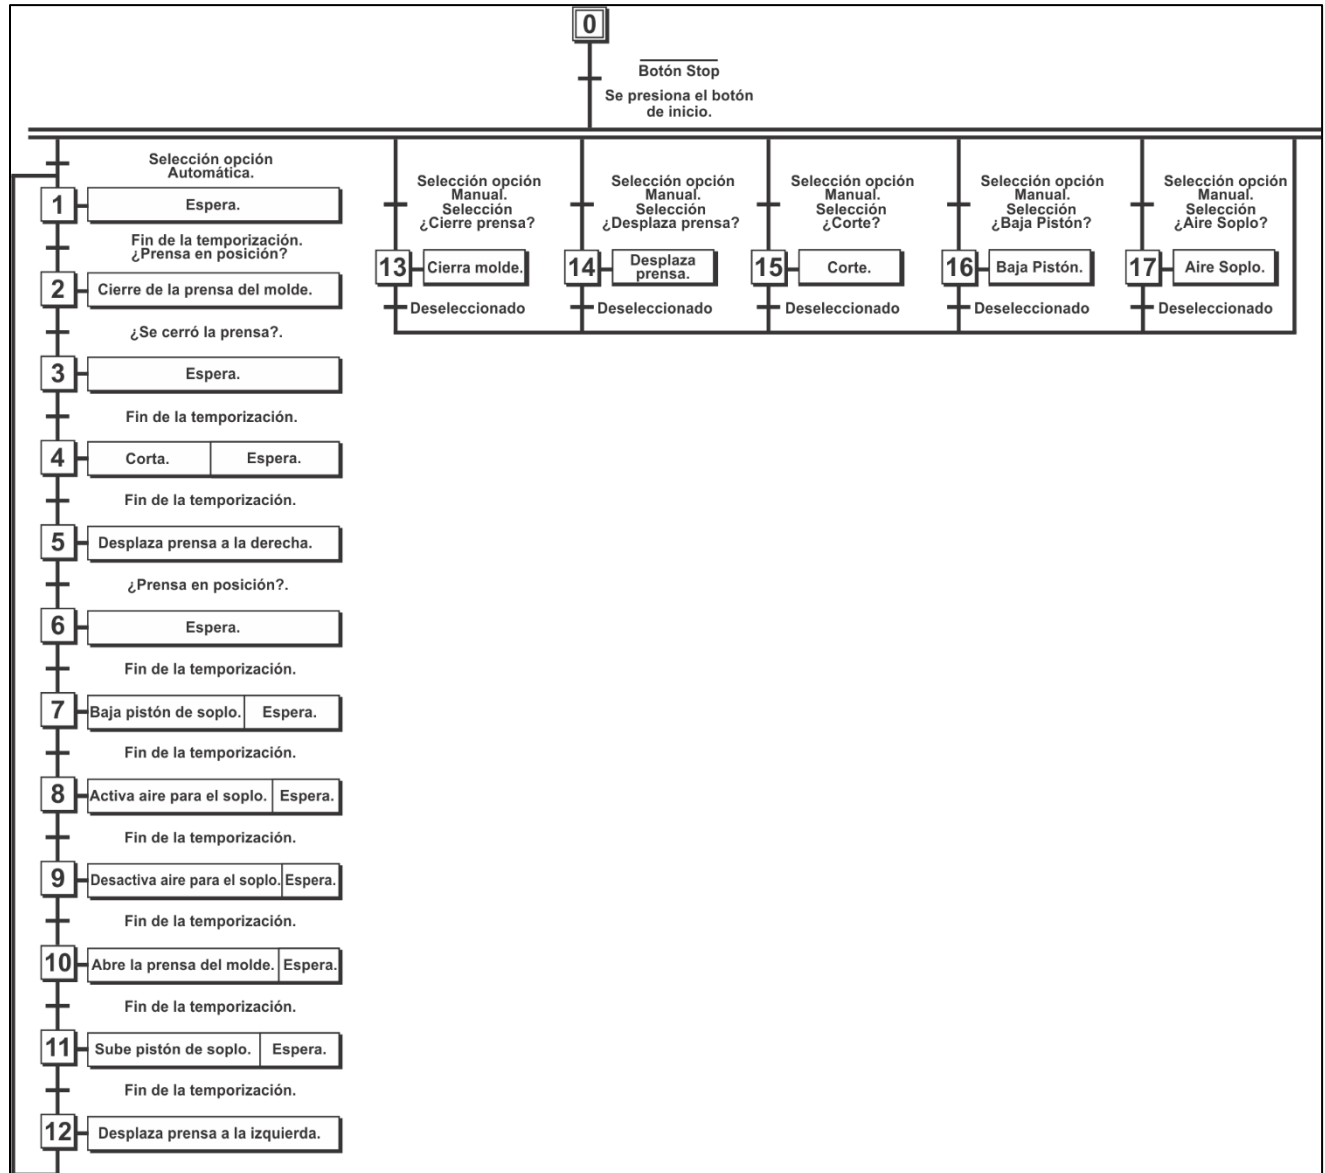 0
Botón Stop
Se presiona el botón
de inicio.
Selección opción
Automática.
1
Espera.
Fin de la temporización.
¿Prensa en posición?
2
Cierre de la prensa del molde.
¿Se cerró la prensa?.
3
Espera.
Fin de la temporización.
4
Corta.
Espera.
Fin de la temporización.
5
Desplaza prensa a la derecha.
¿Prensa en posición?.
6
Espera.
Fin de la temporización.
7
Baja pistón de soplo.
Espera.
Fin de la temporización.
8
Activa aire para el soplo.
Espera.
Fin de la temporización.
9
Desactiva aire para el soplo.
Espera.
Fin de la temporización.
10
Abre la prensa del molde.
Espera.
Fin de la temporización.
11
Sube pistón de soplo.
Espera.
Fin de la temporización.
12
Desplaza prensa a la izquierda.
Selección opción
Manual.
Selección
¿Cierre prensa?
13
Cierra molde.
Deseleccionado
Selección opción
Manual.
Selección
¿Desplaza prensa?
14
Desplaza
prensa.
Deseleccionado
Selección opción
Manual.
Selección
¿Corte?
15
Corte.
Deseleccionado
Selección opción
Manual.
Selección
¿Baja Pistón?
16
Baja Pistón.
Deseleccionado
Selección opción
Manual.
Selección
¿Aire Soplo?
17
Aire Soplo.
Deseleccionado